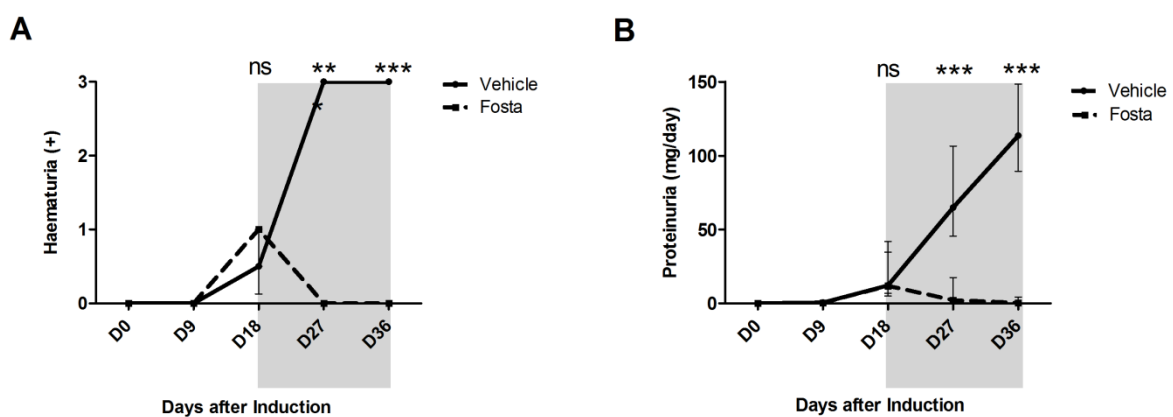 A
ns ** ***
*
Vehicle
Fosta
3
2
1
0
Haematuria (+)
D0 D9 D18 D27 D36
Days after Induction
B
ns *** ***
Vehicle
Fosta
150
100
50
0
Proteinuria (mg/day)
D0 D9 D18 D27 D36
Days after Induction